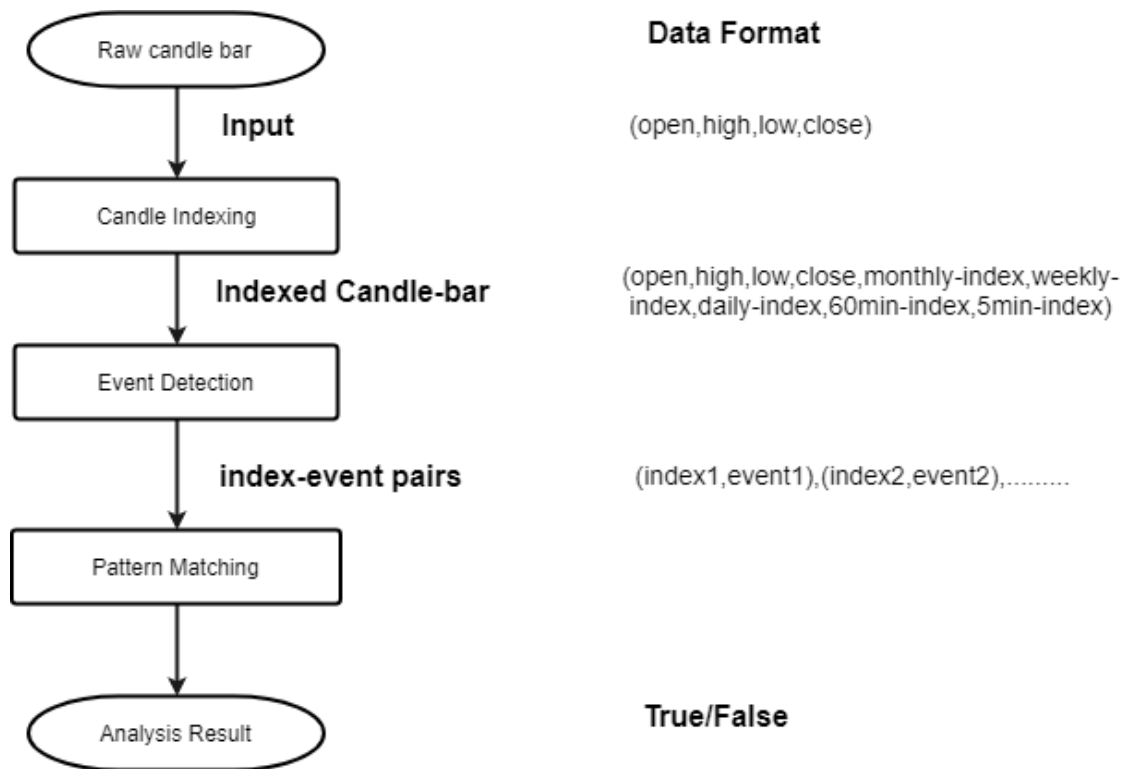 Raw candle bar
Data Format
Input
(open,high,low,close)
Candle Indexing
Indexed Candle-bar
(open,high,low,close,monthly-index,weekly-
index,daily-index,60min-index,5min-index)
Event Detection
index-event pairs
(index1,event1),(index2,event2),.........
Pattern Matching
Analysis Result
True/False